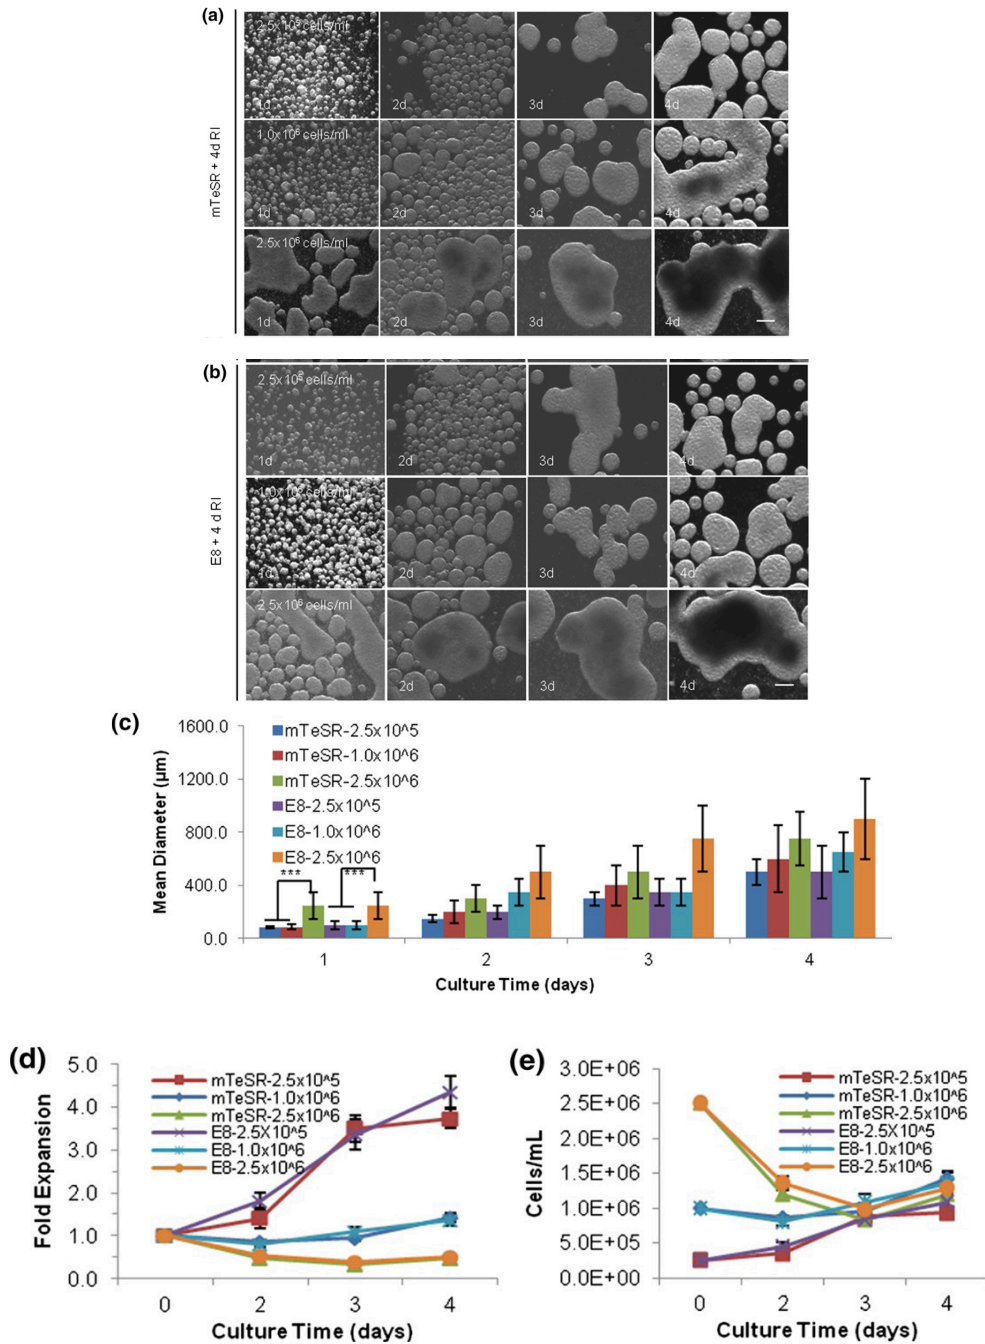 (a)
mTeSR + 4d RI
2.5x10⁵ cells/ml
1d
2d
3d
4d
1.0x10⁶ cells/ml
1d
2d
3d
4d
2.5x10⁶ cells/ml
1d
2d
3d
4d
(b)
E8 + 4 d RI
2.5x10⁵ cells/ml
1d
2d
3d
4d
1.0x10⁶ cells/ml
1d
2d
3d
4d
2.5x10⁶ cells/ml
2d
3d
4d
(c)
Mean Diameter (µm)
1600.0
1200.0
800.0
400.0
0.0
mTeSR-2.5x10^5
mTeSR-1.0x10^6
mTeSR-2.5x10^6
E8-2.5x10^5
E8-1.0x10^6
E8-2.5x10^6
*** ***
1 2 3 4
Culture Time (days)
(d)
Fold Expansion
5.0
4.0
3.0
2.0
1.0
0.0
mTeSR-2.5x10^5
mTeSR-1.0x10^6
mTeSR-2.5x10^6
E8-2.5X10^5
E8-1.0x10^6
E8-2.5x10^6
0 2 3 4
Culture Time (days)
(e)
Cells/mL
3.0E+06
2.5E+06
2.0E+06
1.5E+06
1.0E+06
5.0E+05
0.0E+00
mTeSR-2.5x10^5
mTeSR-1.0x10^6
mTeSR-2.5x10^6
E8-2.5X10^5
E8-1.0x10^6
E8-2.5x10^6
0 2 3 4
Culture Time (days)